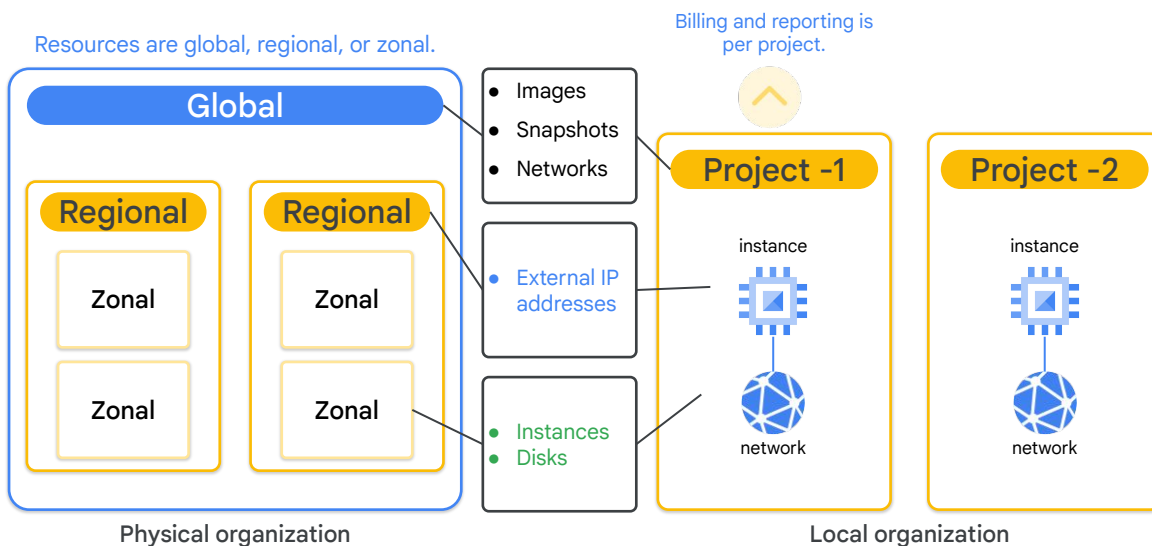 Resources are global, regional, or zonal.
Global
Regional
Zonal
Zonal
Regional
Zonal
Zonal
Physical organization
● Images
● Snapshots
● Networks
● External IP
addresses
● Instances
● Disks
Billing and reporting is
per project.
Project -1
instance
network
Project -2
instance
network
Local organization